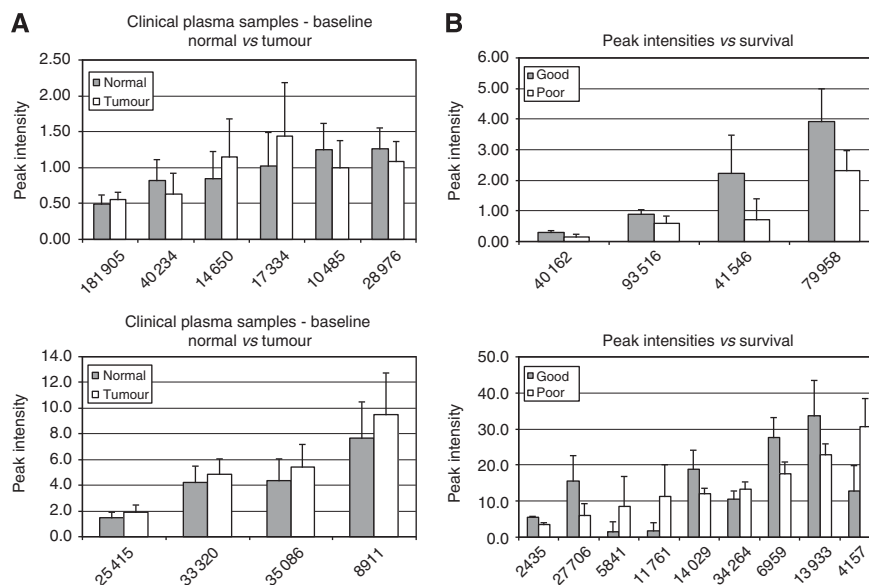 A
Clinical plasma samples - baseline
normal vs tumour
2.50
2.00
1.50
1.00
0.50
0.00
Peak intensity
Normal
Tumour
181 905
40 234
14 650
17 334
10 485
28 976
Clinical plasma samples - baseline
normal vs tumour
14.0
12.0
10.0
8.0
6.0
4.0
2.0
0.0
Peak intensity
Normal
Tumour
25 415
33 320
35 086
8911
B
Peak intensities vs survival
6.00
5.00
4.00
3.00
2.00
1.00
0.00
Peak intensity
Good
Poor
40 162
93 516
41 546
79 958
Peak intensities vs survival
50.0
40.0
30.0
20.0
10.0
0.0
Peak intensity
Good
Poor
2435
27 706
5841
11 761
14 029
34 264
6959
13 933
4157